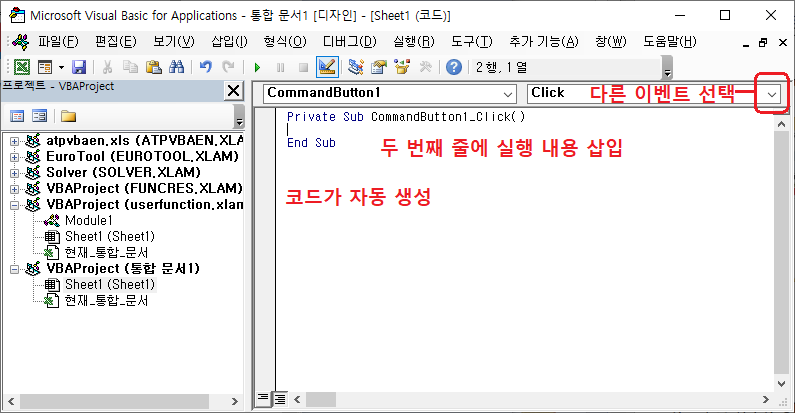 Microsoft Visual Basic for Applications - 통합 문서1 [디자인] - [Sheet1 (코드)]
파일(F) 편집(E) 보기(V) 삽입(I) 형식(O) 디버그(D) 실행(R) 도구(T) 추가 기능(A) 창(W) 도움말(H)
2 행, 1 열
프로젝트 - VBAProject
CommandButton1
Click
다른 이벤트 선택
atpvbaen.xls (ATPVBAEN.XLAM)
EuroTool (EUROTOOL.XLAM)
Solver (SOLVER.XLAM)
VBAProject (FUNCRES.XLAM)
VBAProject (userfunction.xlam
Module1
Sheet1 (Sheet1)
현재_통합_문서
VBAProject (통합 문서1)
Sheet1 (Sheet1)
현재_통합_문서
Private Sub CommandButton1_Click()
End Sub
두 번째 줄에 실행 내용 삽입
코드가 자동 생성